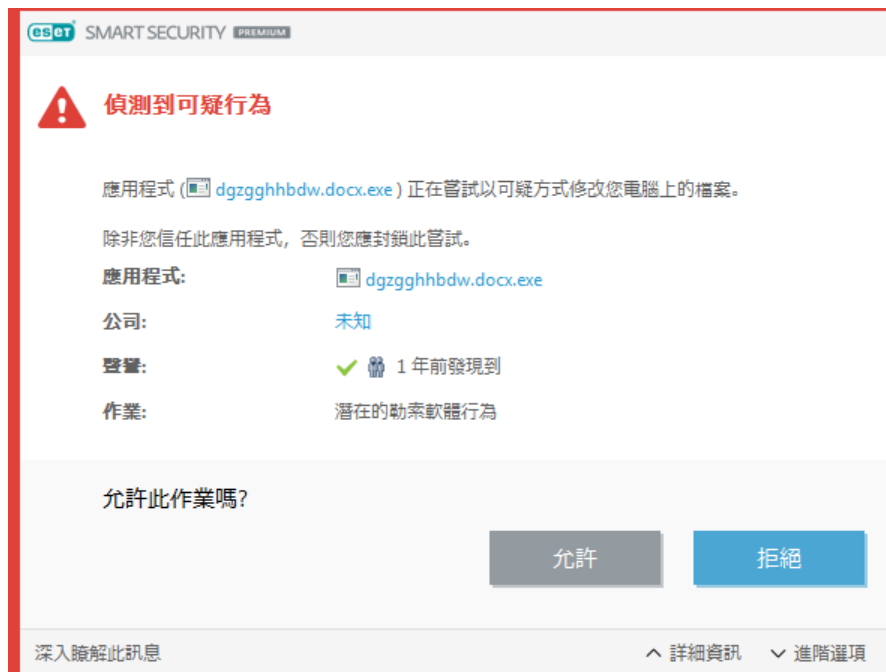 eset SMART SECURITY PREMIUM
偵測到可疑行為
應用程式 ( dgzgghhbdw.docx.exe ) 正在嘗試以可疑方式修改您電腦上的檔案。
除非您信任此應用程式，否則您應封鎖此嘗試。
應用程式: dgzgghhbdw.docx.exe
公司: 未知
聲譽: 1 年前發現到
作業: 潛在的勒索軟體行為
允許此作業嗎?
允許 拒絕
深入瞭解此訊息 詳細資訊 進階選項